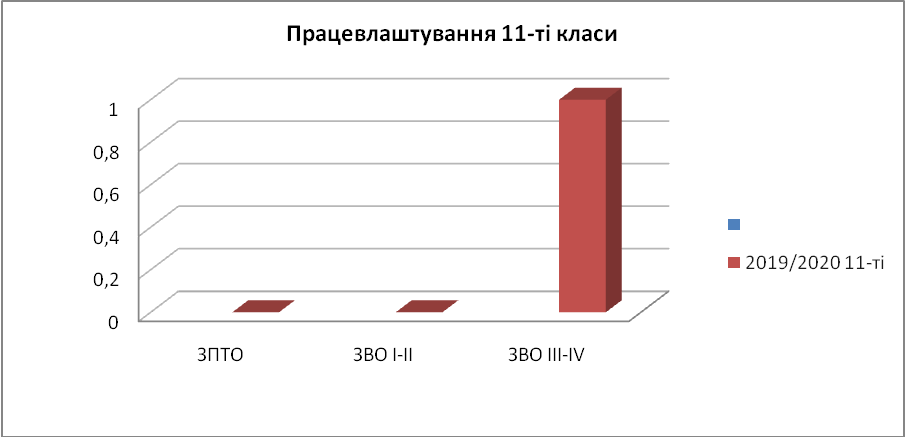 Працевлаштування 11-ті класи
1
0,8
0,6
0,4
0,2
0
ЗПТО
ЗВО І-ІІ
ЗВО ІІІ-IV
2019/2020 11-ті